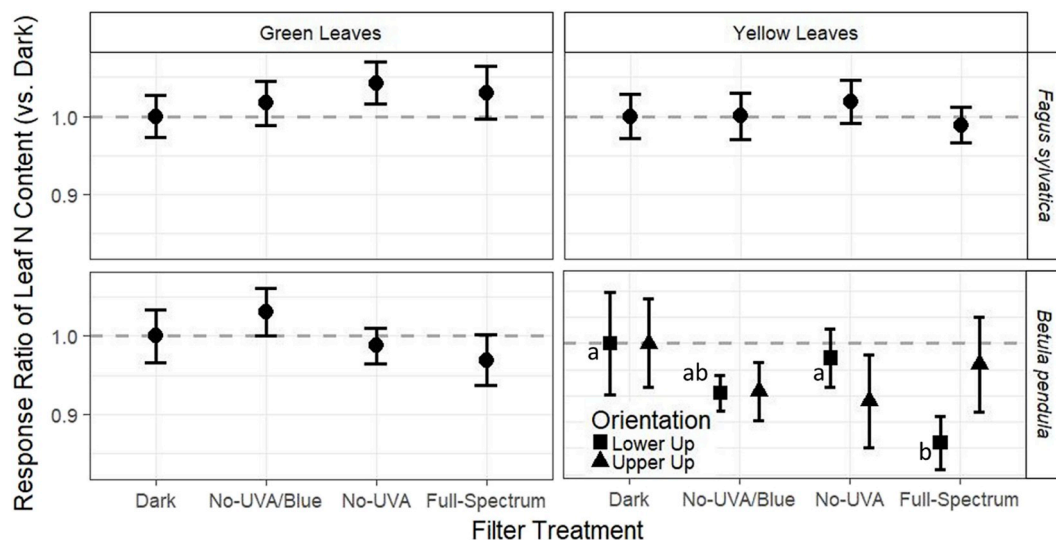 Green Leaves
Yellow Leaves
Response Ratio of Leaf N Content (vs. Dark)
1.0
0.9
Fagus sylvatica
1.0
0.9
a
ab
a
b
Orientation
Lower Up
Upper Up
Betula pendula
Dark No-UVA/Blue No-UVA Full-Spectrum
Dark No-UVA/Blue No-UVA Full-Spectrum
Filter Treatment